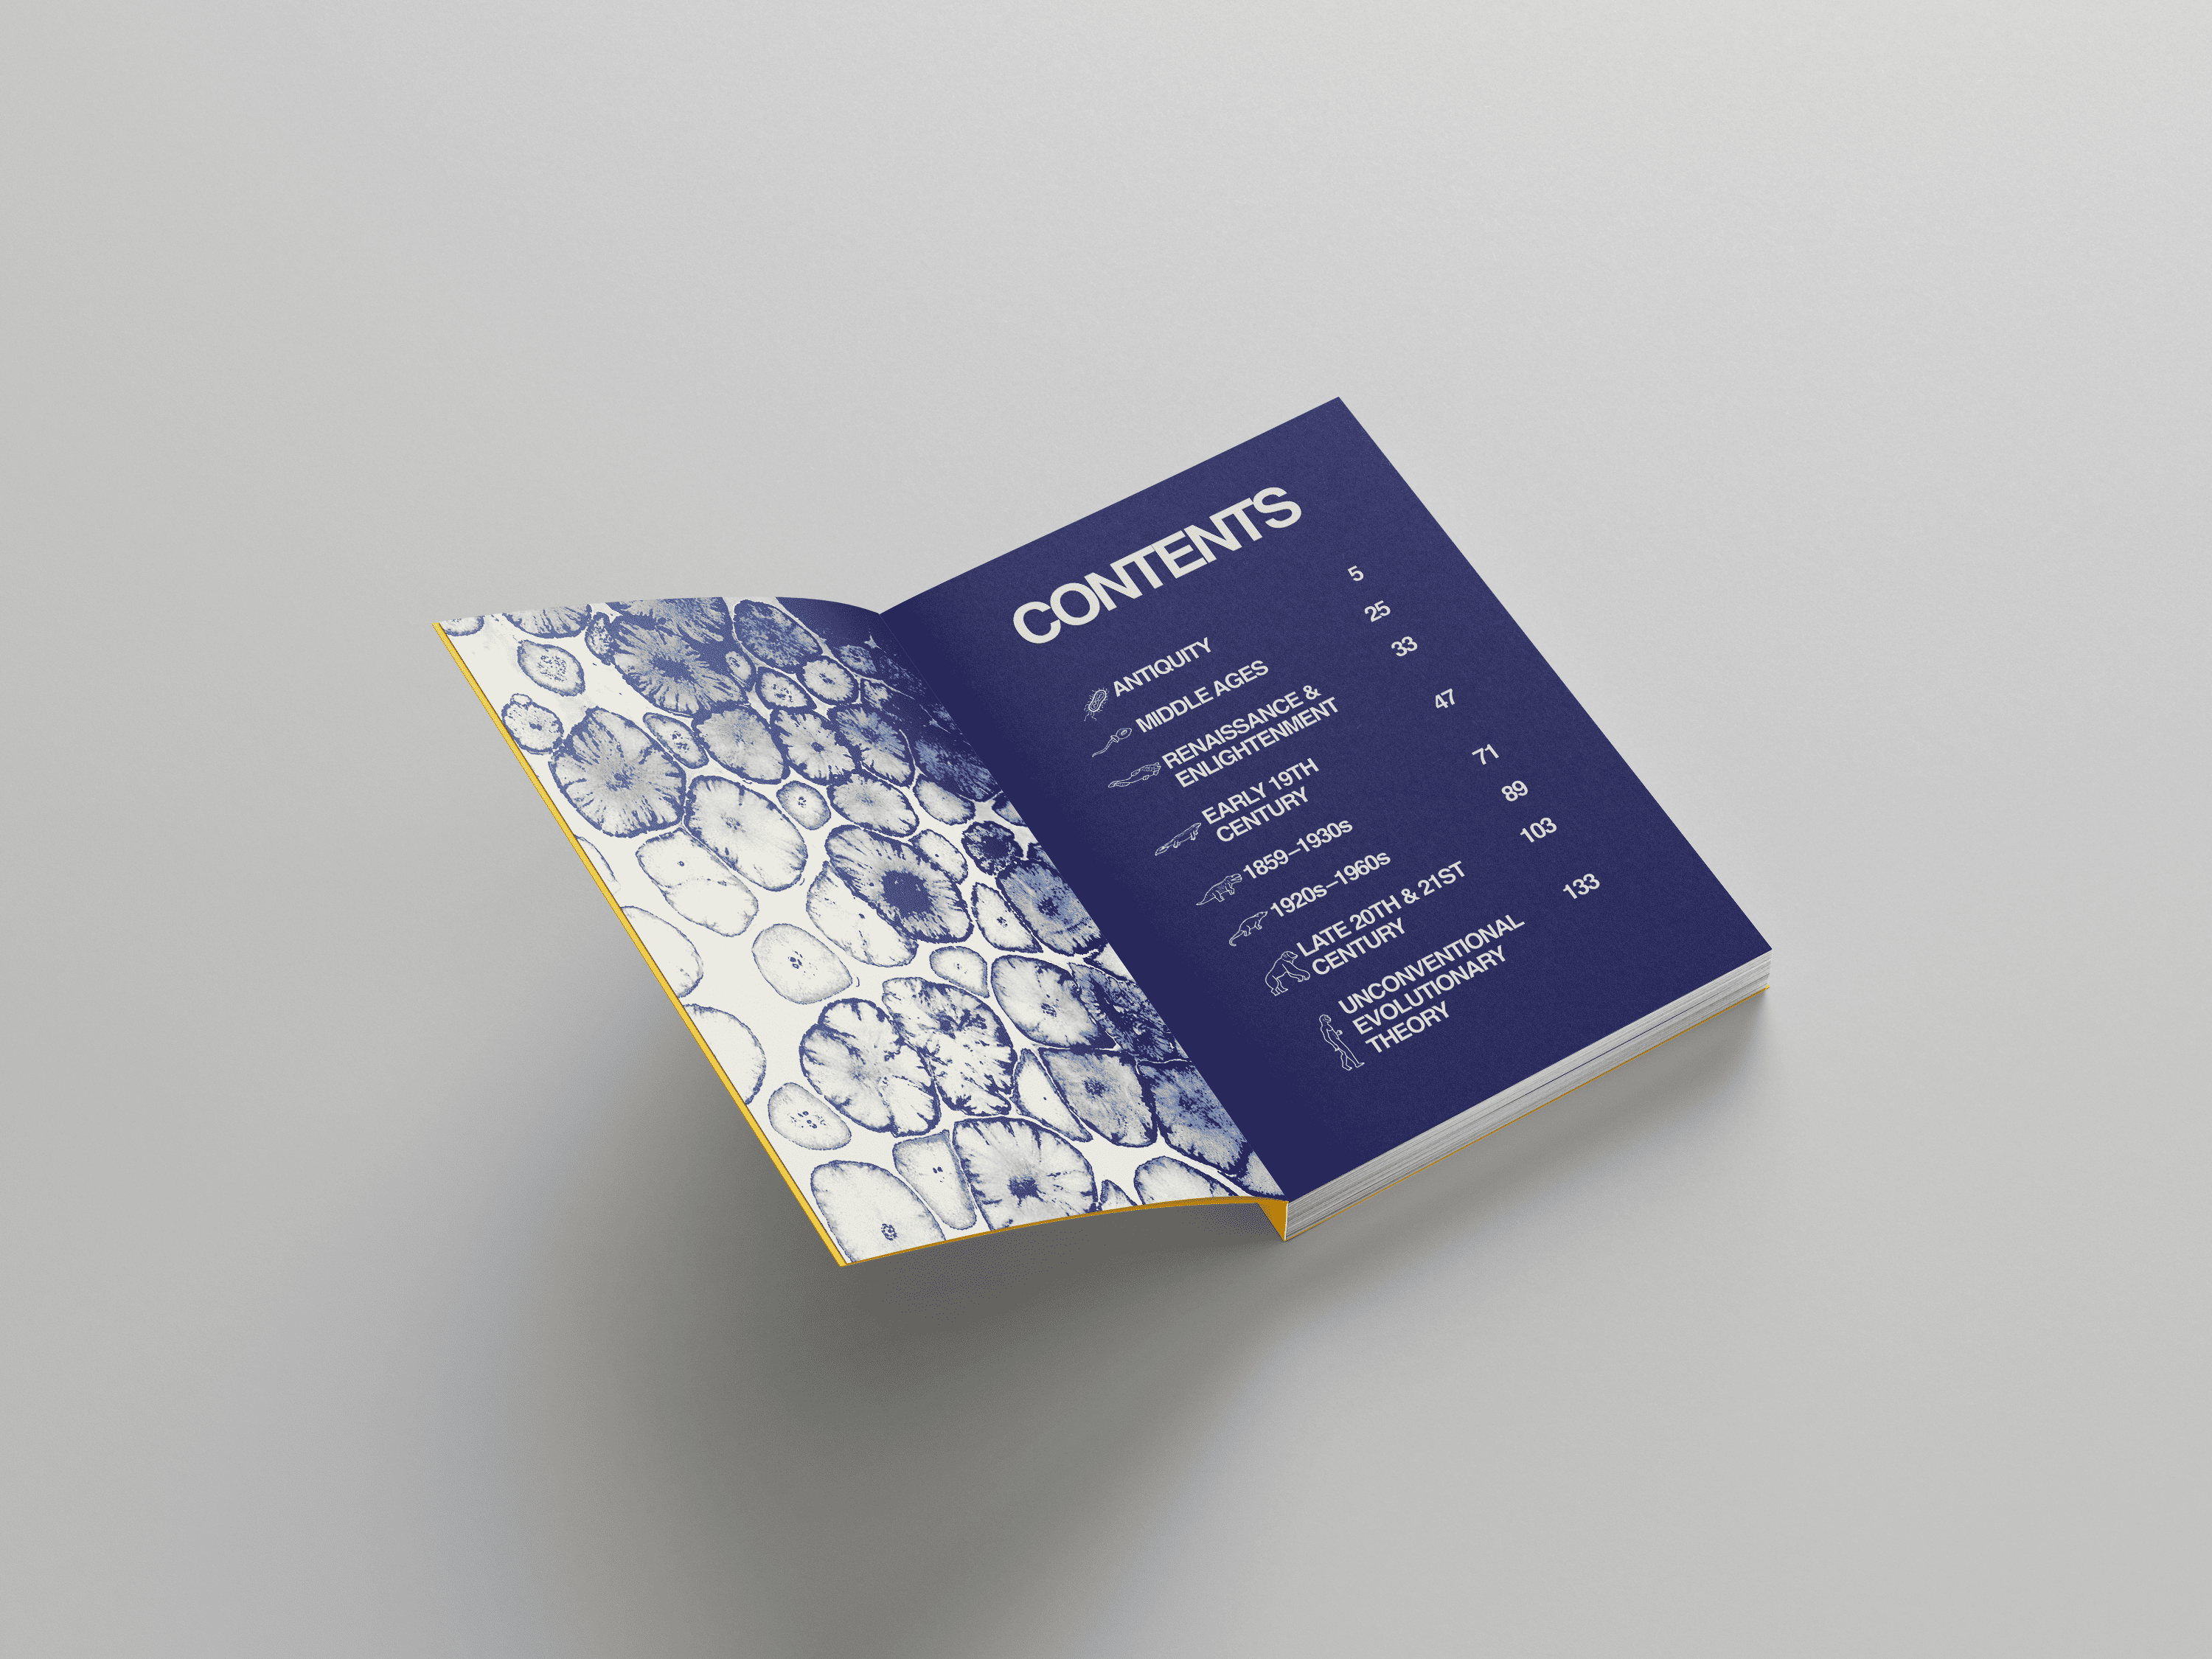 CONTENTS
ANTIQUITY 5
MIDDLE AGES 25
RENAISSANCE & 33
ENLIGHTENMENT
EARLY 19TH 47
CENTURY
1859–1930s 71
1920s–1960s 89
LATE 20TH & 21ST 103
CENTURY
UNCONVENTIONAL 133
EVOLUTIONARY
THEORY